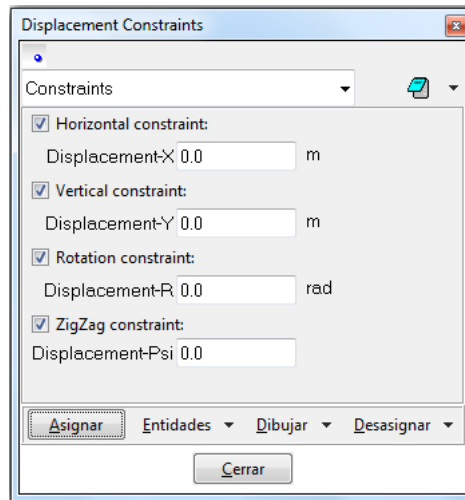 Displacement Constraints
Constraints
Horizontal constraint:
Displacement-X 0.0 m
Vertical constraint:
Displacement-Y 0.0 m
Rotation constraint:
Displacement-R 0.0 rad
ZigZag constraint:
Displacement-Psi 0.0
Asignar Entidades Dibujar Desasignar
Cerrar